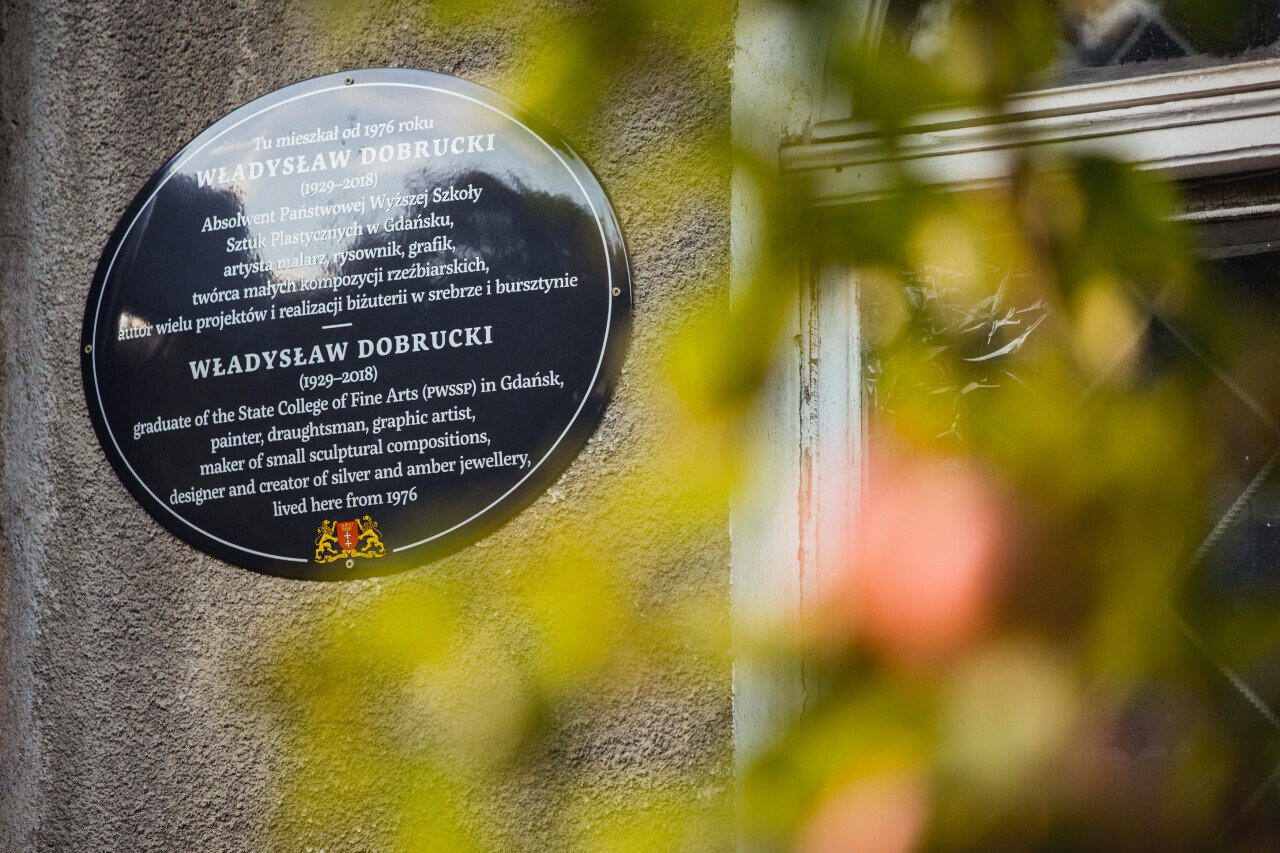 Tu mieszkał od 1976 roku
WŁADYSŁAW DOBRUCKI
(1929–2018)
Absolwent Państwowej Wyższej Szkoły
Sztuk Plastycznych w Gdańsku,
artysta malarz, rysownik, grafik,
twórca małych kompozycji rzeźbiarskich,
autor wielu projektów i realizacji biżuterii w srebrze i bursztynie
WŁADYSŁAW DOBRUCKI
(1929–2018)
graduate of the State College of Fine Arts (PWSSP) in Gdańsk,
painter, draughtsman, graphic artist,
maker of small sculptural compositions,
designer and creator of silver and amber jewellery,
lived here from 1976